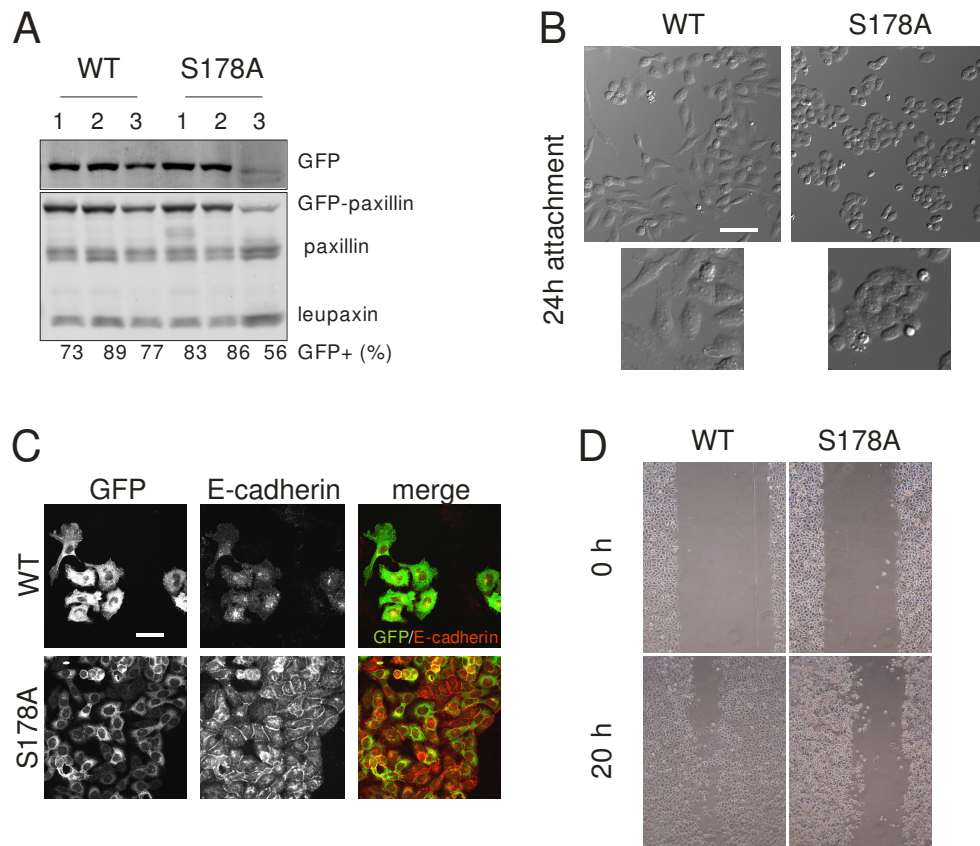 A
WT S178A
1 2 3 1 2 3
GFP
GFP-paxillin
paxillin
leupaxin
73 89 77 83 86 56 GFP+ (%)
B
WT S178A
24h attachment
C
GFP E-cadherin merge
WT
GFP/E-cadherin
S178A
D
WT S178A
0 h
20 h